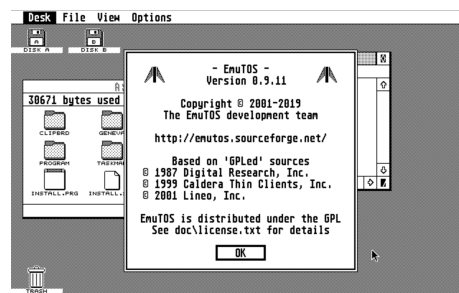 Desk File View Options
A B
DISK A DISK B
- EmuTOS -
Version 0.9.11
Copyright © 2001-2019
The EmuTOS development team
http://emutos.sourceforge.net/
Based on 'GPLed' sources
© 1987 Digital Research, Inc.
© 1999 Caldera Thin Clients, Inc.
© 2001 Lineo, Inc.
EmuTOS is distributed under the GPL
See doc\license.txt for details
OK
A:
30671 bytes used
CLIPBRD GENEVA
PROGRAM TASKMA
INSTALL.PRG INSTALL.
TRASH